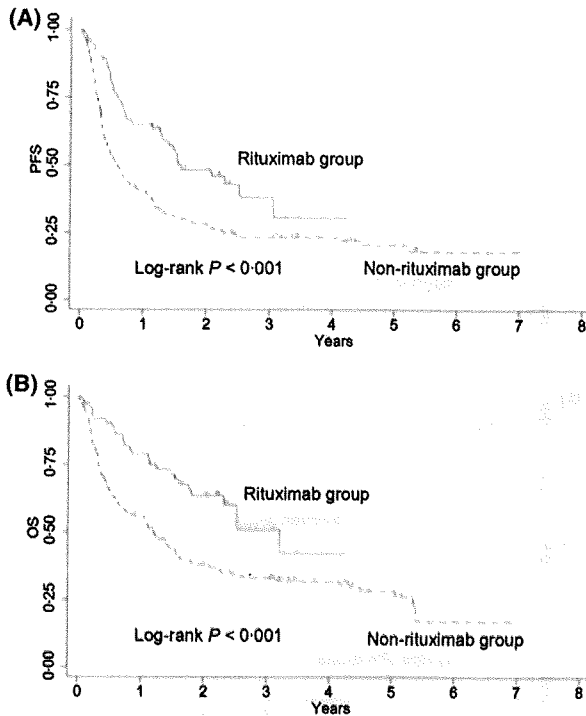 (A)
1·00
0·75
0·50
0·25
0·00
PFS
Rituximab group
Log-rank P < 0·001
Non-rituximab group
0 1 2 3 4 5 6 7 8
Years
(B)
1·00
0·75
0·50
0·25
0·00
OS
Rituximab group
Log-rank P < 0·001
Non-rituximab group
0 1 2 3 4 5 6 7 8
Years